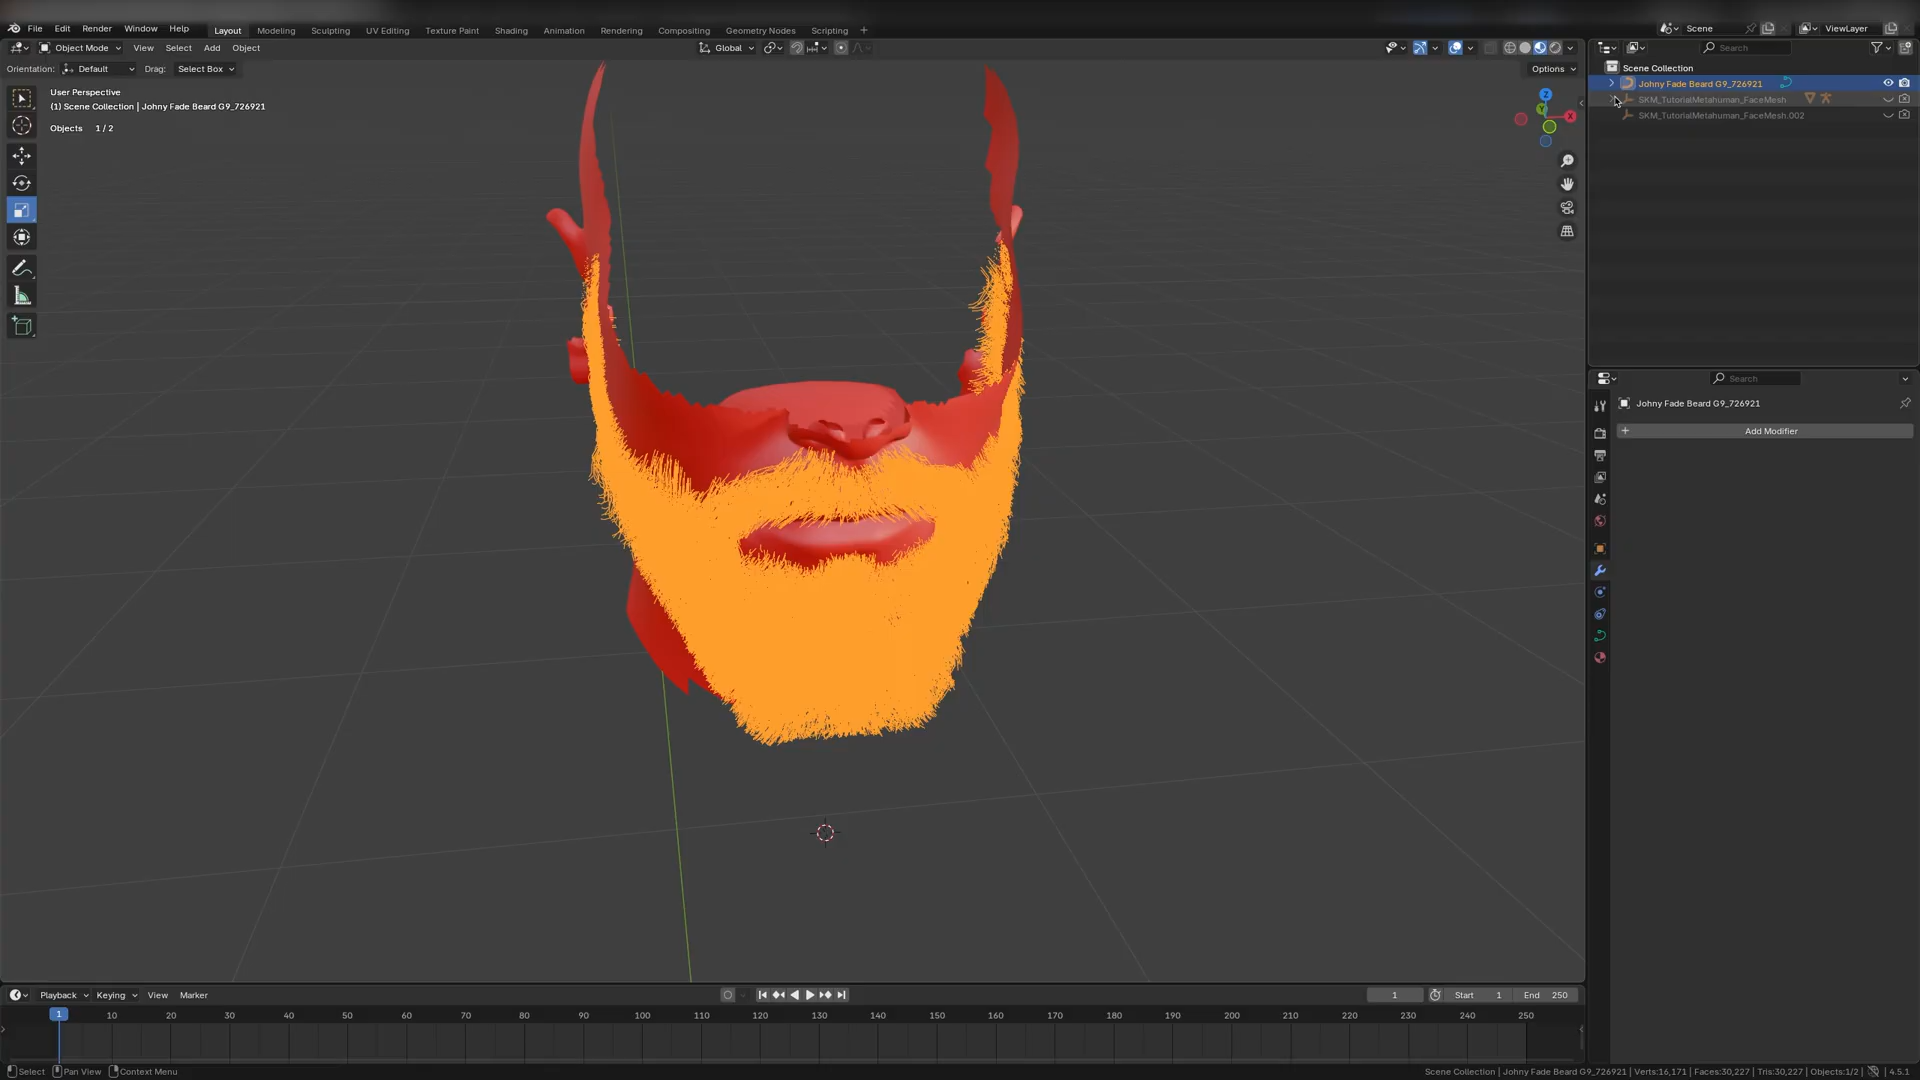 File Edit Render Window Help Layout Modeling Sculpting UV Editing Texture Paint Shading Animation Rendering Compositing Geometry Nodes Scripting + Scene ViewLayer
Object Mode View Select Add Object Global Search
Orientation: Default Drag: Select Box Options
Scene Collection
Johny Fade Beard G9_726921
SKM_TutorialMetahuman_FaceMesh
SKM_TutorialMetahuman_FaceMesh.002
User Perspective
(1) Scene Collection | Johny Fade Beard G9_726921
Objects 1 / 2
Z
Y
X
Search
Johny Fade Beard G9_726921
+ Add Modifier
Playback Keying View Marker 1 Start 1 End 250
1 10 20 30 40 50 60 70 80 90 100 110 120 130 140 150 160 170 180 190 200 210 220 230 240 250
Select Pan View Context Menu Scene Collection | Johny Fade Beard G9_726921 | Verts:16,171 | Faces:30,227 | Tris:30,227 | Objects:1/2 | 4.5.1